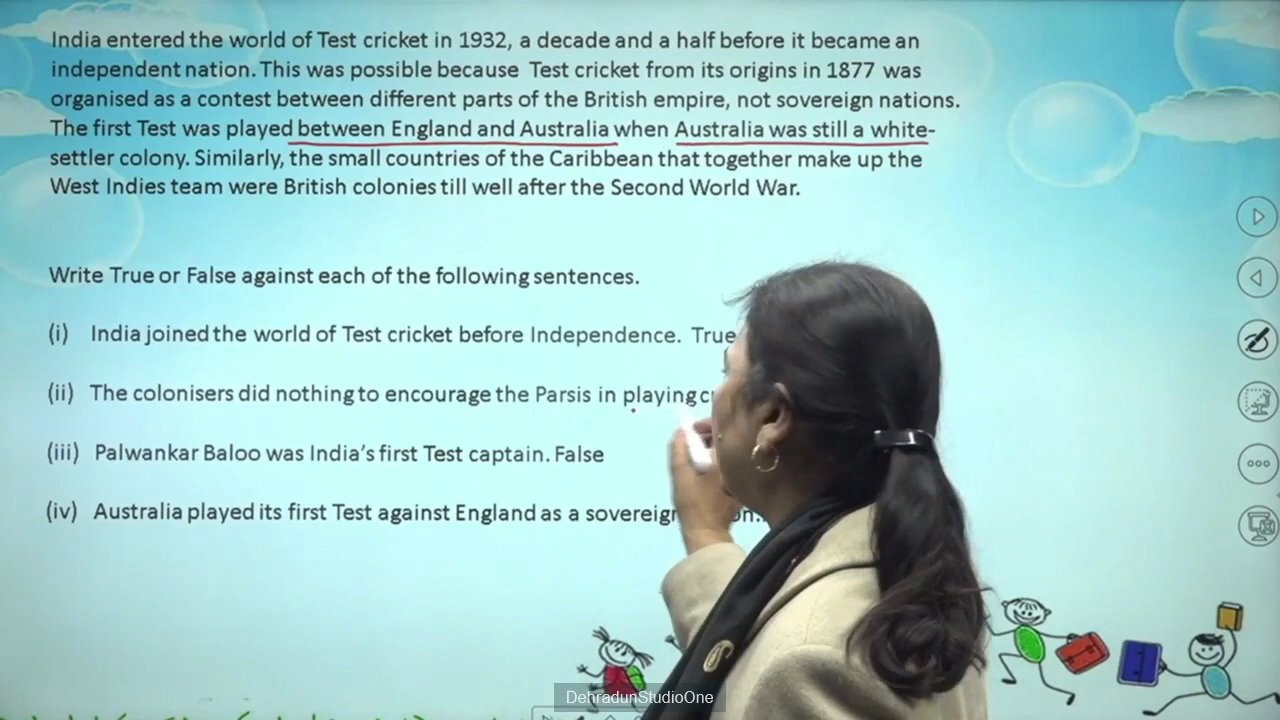 India entered the world of Test cricket in 1932, a decade and a half before it became an
independent nation. This was possible because Test cricket from its origins in 1877 was
organised as a contest between different parts of the British empire, not sovereign nations.
The first Test was played between England and Australia when Australia was still a white-
settler colony. Similarly, the small countries of the Caribbean that together make up the
West Indies team were British colonies till well after the Second World War.
Write True or False against each of the following sentences.
(i) India joined the world of Test cricket before Independence. True
(ii) The colonisers did nothing to encourage the Parsis in playing
(iii) Palwankar Baloo was India's first Test captain. False
(iv) Australia played its first Test against England as a
DehradunStudioOne